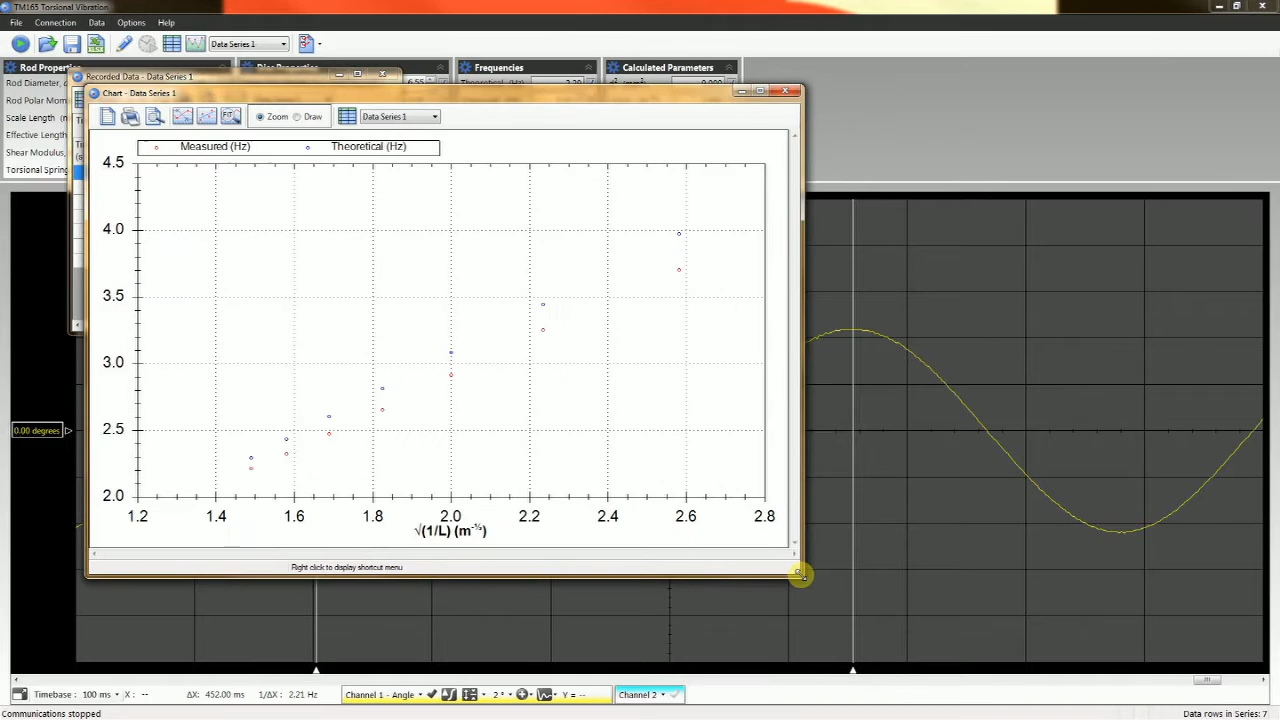 TM165 Torsional Vibration
File Connection Data Options Help
Data Series 1
Rod Properties
Frequencies
Calculated Parameters
Rod Diameter,
Rod Polar Mom
Scale Length (
Effective Length
Shear Modulus,
Torsional Spring
Recorded Data - Data Series 1
6.55
Chart - Data Series 1
Zoom Draw Data Series 1
FIT
Measured (Hz) Theoretical (Hz)
4.5
4.0
3.5
3.0
2.5
2.0
1.2 1.4 1.6 1.8 2.0 2.2 2.4 2.6 2.8
√(1/L) (m⁻½)
Right click to display shortcut menu
0.00 degrees
Timebase: 100 ms X : -- ΔX: 452.00 ms 1/ΔX: 2.21 Hz Channel 1 - Angle 2 ° Y = -- Channel 2
Communications stopped
Data rows in Series: 7